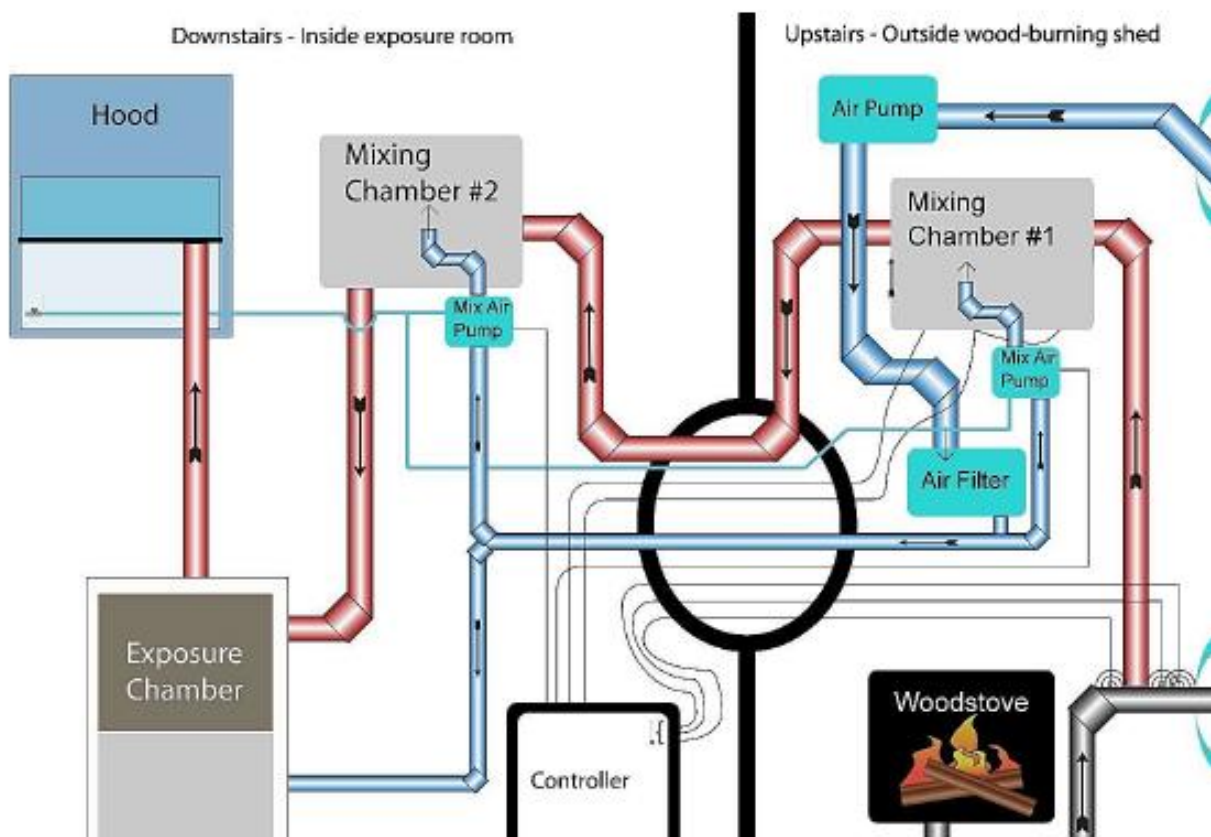 Downstairs - Inside exposure room
Upstairs - Outside wood-burning shed
Hood
Air Pump
Mixing
Chamber #2
Mixing
Chamber #1
Mix Air
Pump
Mix Air
Pump
Air Filter
Exposure
Chamber
Woodstove
Controller